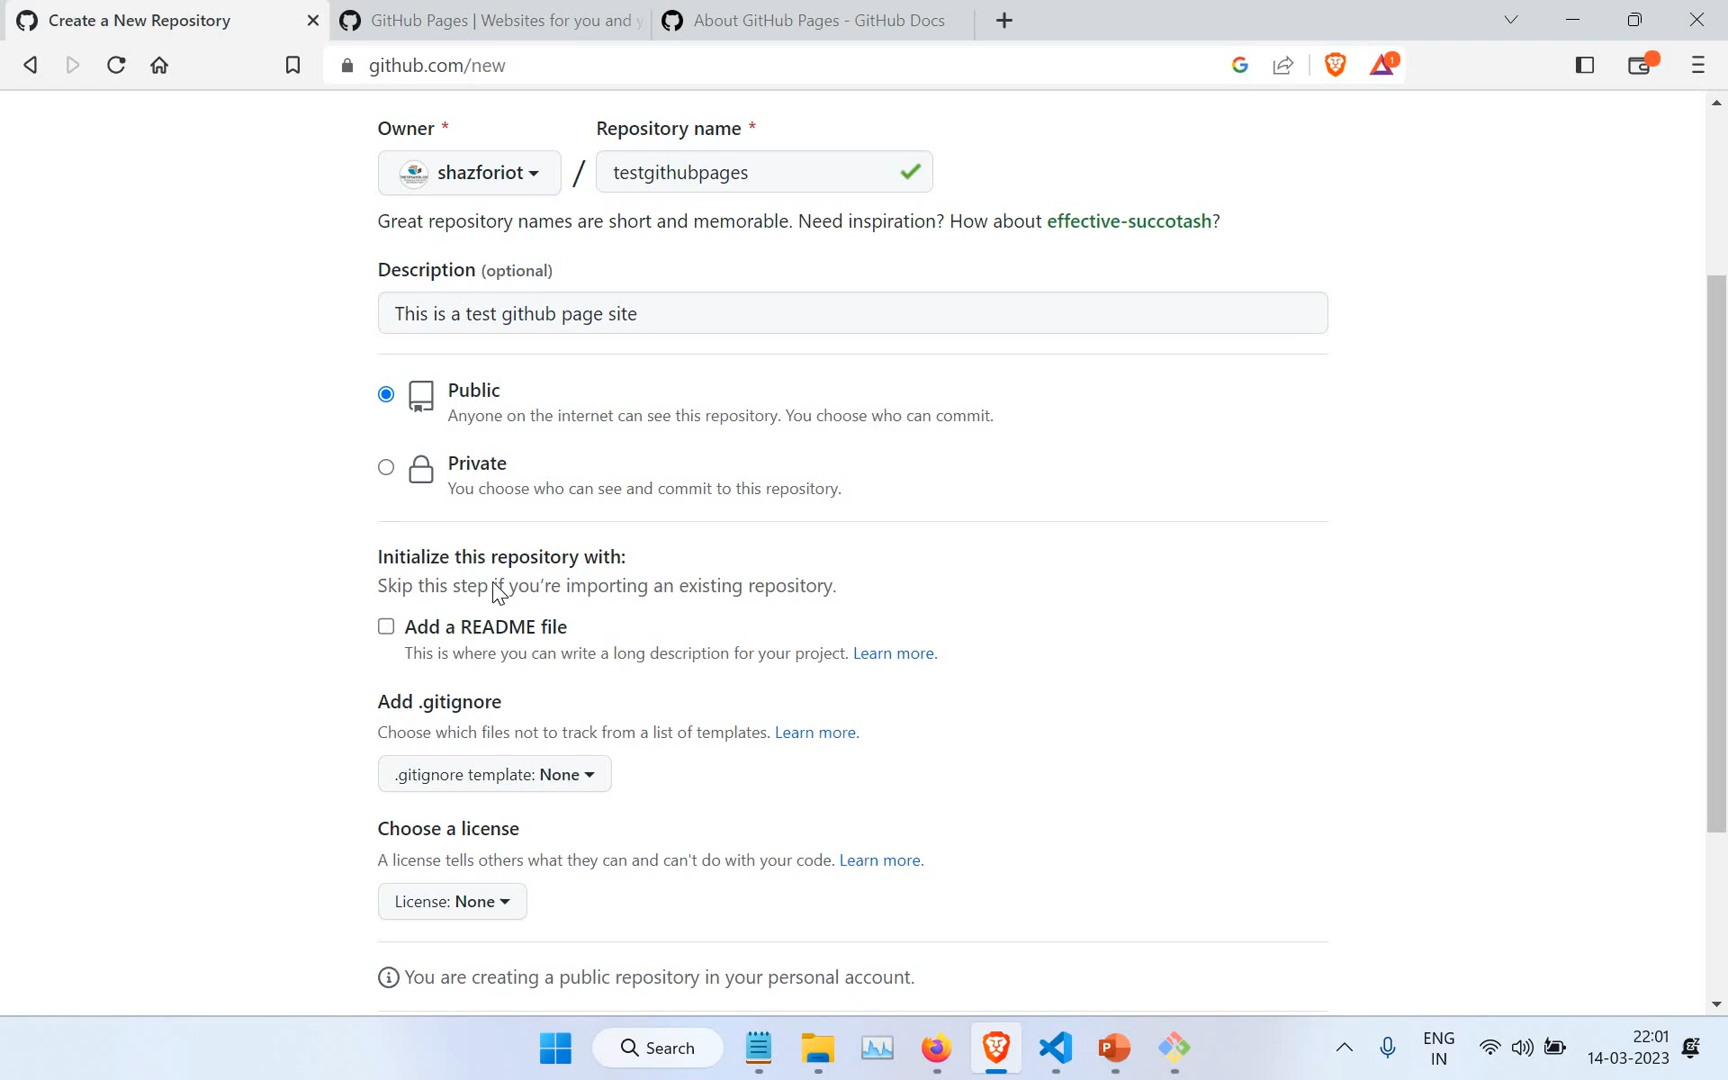 Create a New Repository
GitHub Pages | Websites for you and y
About GitHub Pages - GitHub Docs
github.com/new
1
Owner *
Repository name *
shazforiot
/
testgithubpages
Great repository names are short and memorable. Need inspiration? How about effective-succotash?
Description (optional)
This is a test github page site
Public
Anyone on the internet can see this repository. You choose who can commit.
Private
You choose who can see and commit to this repository.
Initialize this repository with:
Skip this step if you're importing an existing repository.
Add a README file
This is where you can write a long description for your project. Learn more.
Add .gitignore
Choose which files not to track from a list of templates. Learn more.
.gitignore template: None
Choose a license
A license tells others what they can and can't do with your code. Learn more.
License: None
You are creating a public repository in your personal account.
Search
ENG
IN
22:01
14-03-2023